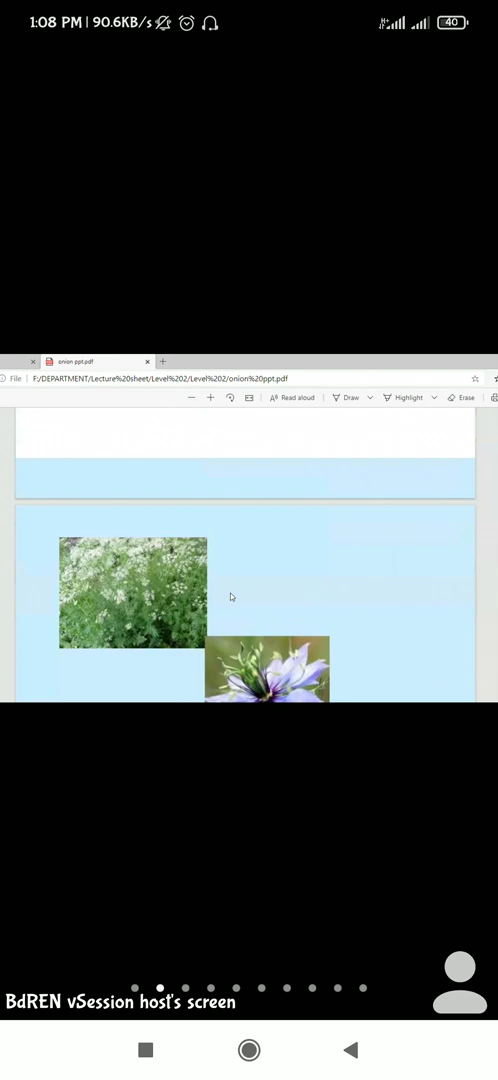 1:08 PM | 90.6KB/s
H+
40
onion ppt.pdf
File | F:/DEPARTMENT/Lecture%20sheet/Level%202/Level%202/onion%20ppt.pdf
Read aloud
Draw
Highlight
Erase
BdREN vSession host's screen